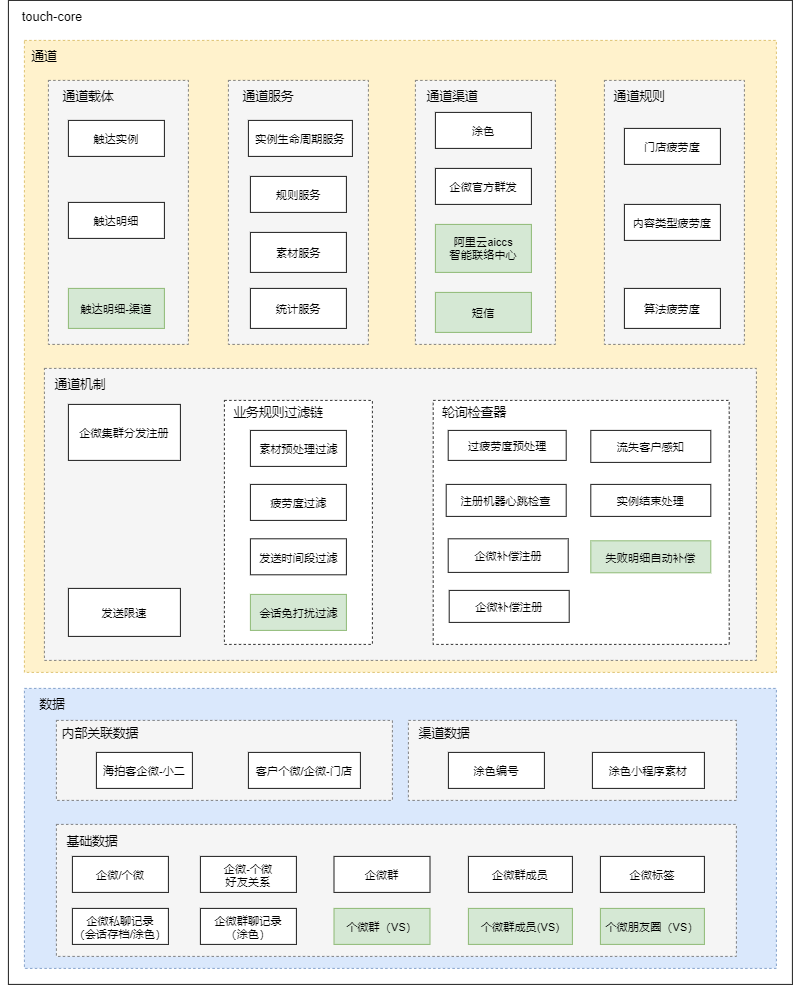 touch-core
通道
通道载体
触达实例
触达明细
触达明细-渠道
通道服务
实例生命周期服务
规则服务
素材服务
统计服务
通道渠道
涂色
企微官方群发
阿里云aiccs
智能联络中心
短信
通道规则
门店疲劳度
内容类型疲劳度
算法疲劳度
通道机制
企微集群分发注册
发送限速
业务规则过滤链
素材预处理过滤
疲劳度过滤
发送时间段过滤
会话免打扰过滤
轮询检查器
过疲劳度预处理
流失客户感知
注册机器心跳检查
实例结束处理
企微补偿注册
失败明细自动补偿
企微补偿注册
数据
内部关联数据
海拍客企微-小二
客户个微/企微-门店
渠道数据
涂色编号
涂色小程序素材
基础数据
企微/个微
企微-个微
好友关系
企微群
企微群成员
企微标签
企微私聊记录
(会话存档/涂色)
企微群聊记录
(涂色)
个微群（VS）
个微群成员(VS)
个微朋友圈（VS）